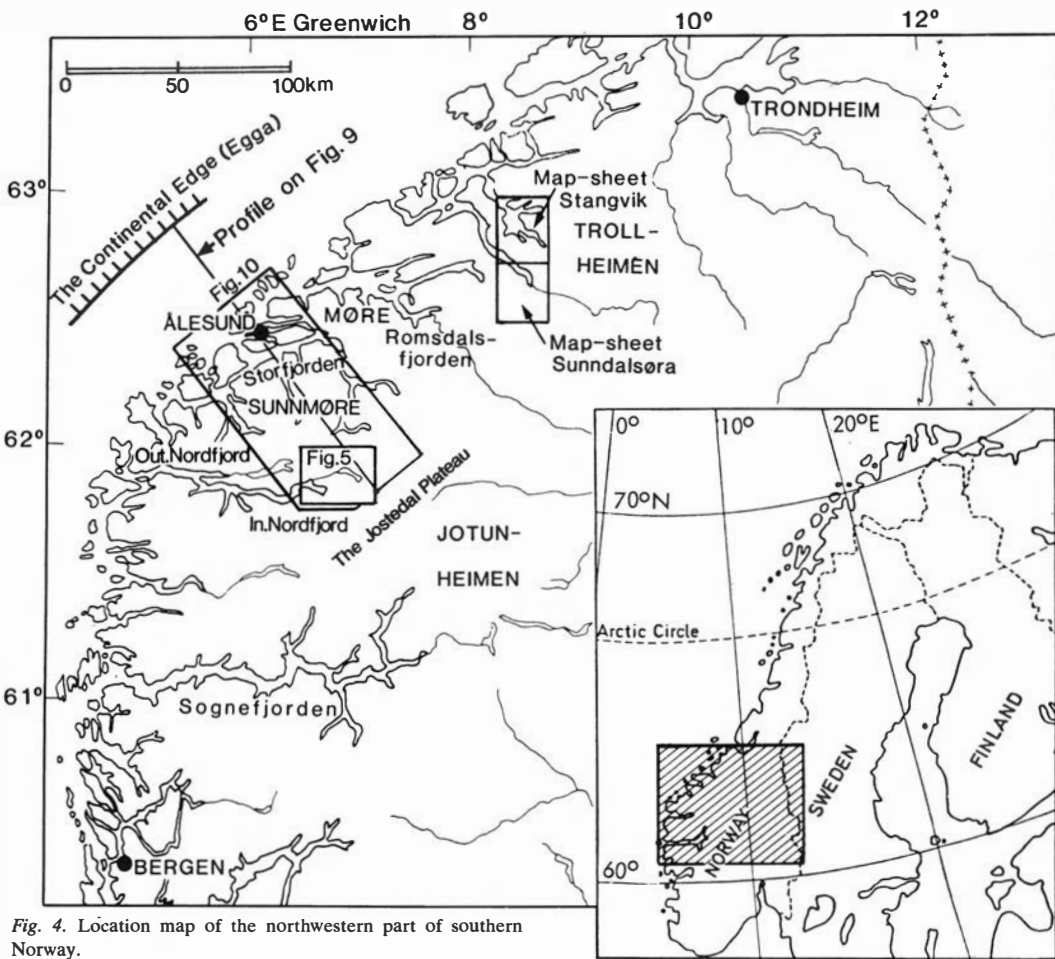 6° E Greenwich
8°
10°
12°
0
50
100km
63°
62°
61°
The Continental Edge (Egga)
Profile on Fig. 9
Fig. 10
TRONDHEIM
Map-sheet
Stangvik
TROLL-
HEIMEN
Map-sheet
Sunndalsøra
ÅLESUND
MØRE
Romsdals-
fjorden
Storfjorden
SUNNMØRE
Out.Nordfjord
Fig.5
In.Nordfjord
The Jostedal Plateau
JOTUN-
HEIMEN
Sognefjorden
BERGEN
0°
10°
20°E
70°N
Arctic Circle
60°
NORWAY
SWEDEN
FINLAND
Fig. 4. Location map of the northwestern part of southern
Norway.